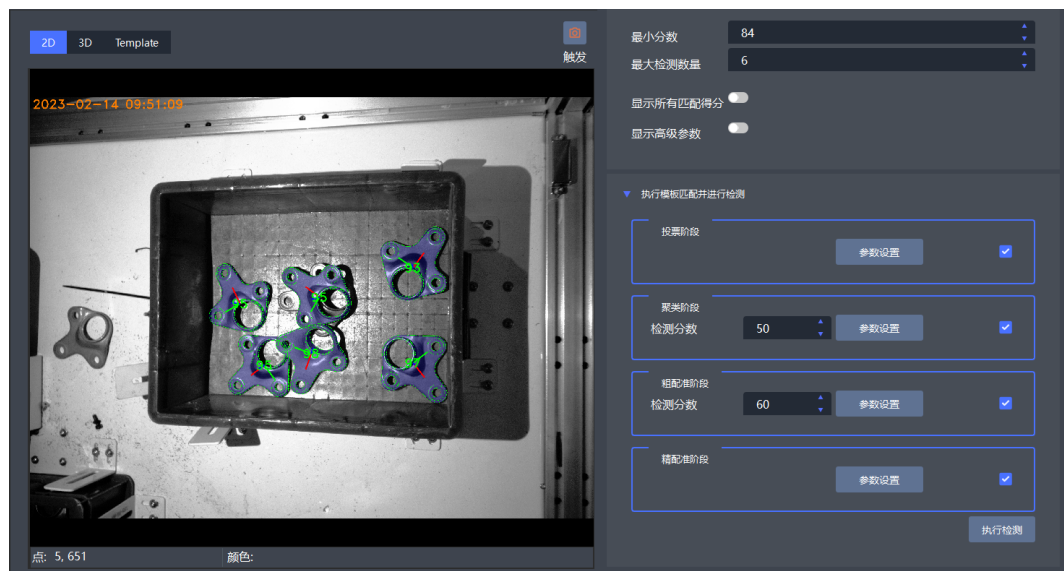 2D 3D Template
触发
2023-02-14 09:51:09
93
95
98
点: 5, 651 颜色:
最小分数 84
最大检测数量 6
显示所有匹配得分
显示高级参数
执行模板匹配并进行检测
投票阶段
参数设置
聚类阶段
检测分数 50 参数设置
粗配准阶段
检测分数 60 参数设置
精配准阶段
参数设置
执行检测